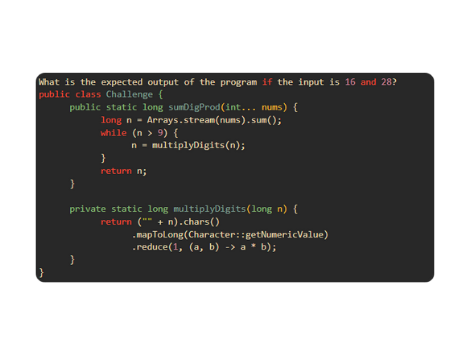 What is the expected output of the program if the input is 16 and 28?
public class Challenge {
public static long sumDigProd(int... nums) {
long n = Arrays.stream(nums).sum();
while (n > 9) {
n = multiplyDigits(n);
}
return n;
}
private static long multiplyDigits(long n) {
return ("" + n).chars()
.mapToLong(Character::getNumericValue)
.reduce(1, (a, b) -> a * b);
}
}